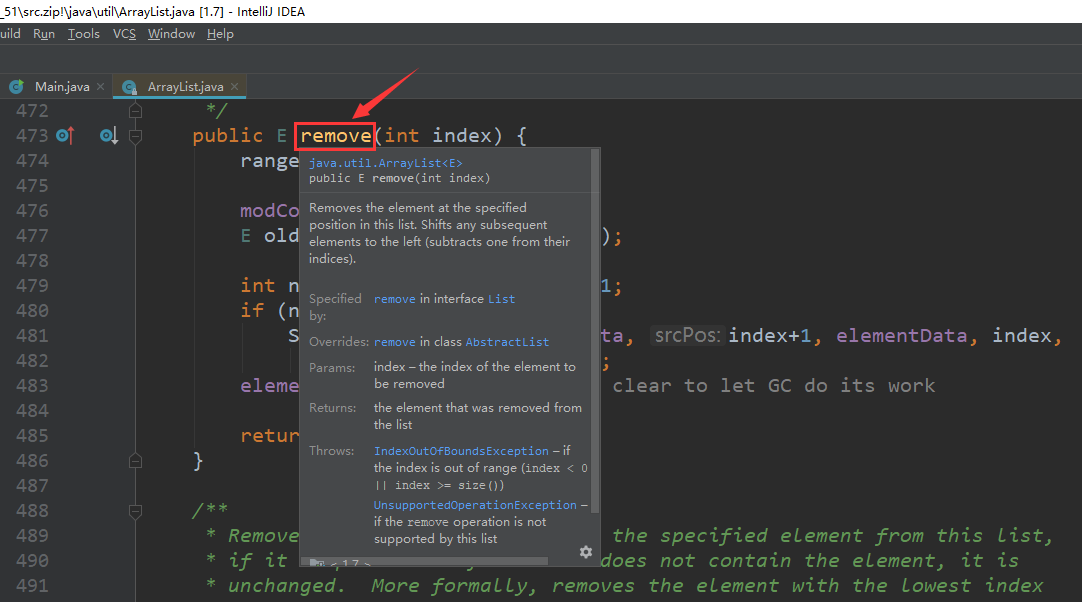 _51\src.zip!\java\util\ArrayList.java [1.7] - IntelliJ IDEA
uild Run Tools VCS Window Help
Main.java ArrayList.java
472 */
473 public E remove(int index) {
474 range
475
476 modCo
477 E old );
478
479 int n 1;
480 if (n
481 S ta, srcPos: index+1, elementData, index,
482 ;
483 eleme clear to let GC do its work
484
485 retur
486 }
487
488 /**
489 * Remove the specified element from this list,
490 * if it does not contain the element, it is
491 * unchanged. More formally, removes the element with the lowest index
java.util.ArrayList<E>
public E remove(int index)
Removes the element at the specified
position in this list. Shifts any subsequent
elements to the left (subtracts one from their
indices).
Specified by: remove in interface List
Overrides: remove in class AbstractList
Params: index – the index of the element to
be removed
Returns: the element that was removed from
the list
Throws: IndexOutOfBoundsException – if
the index is out of range (index < 0
|| index >= size())
UnsupportedOperationException –
if the remove operation is not
supported by this list
< 1.7 >